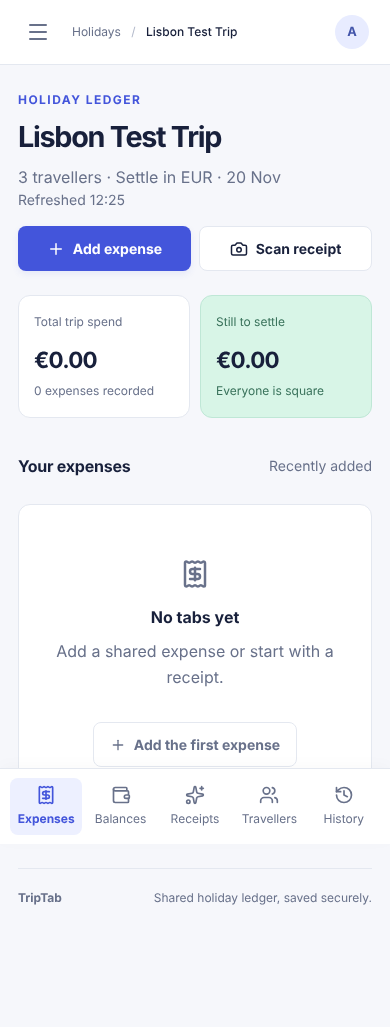 Holidays / Lisbon Test Trip
A
HOLIDAY LEDGER
Lisbon Test Trip
3 travellers · Settle in EUR · 20 Nov
Refreshed 12:25
Add expense
Scan receipt
Total trip spend
€0.00
0 expenses recorded
Still to settle
€0.00
Everyone is square
Your expenses
Recently added
No tabs yet
Add a shared expense or start with a
receipt.
Add the first expense
Expenses
Balances
Receipts
Travellers
History
TripTab
Shared holiday ledger, saved securely.